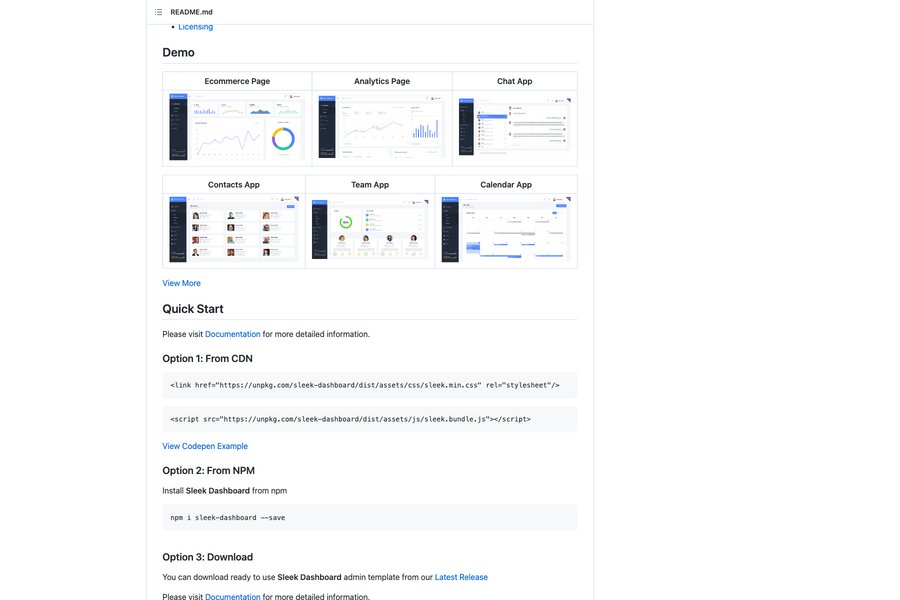 README.md
Licensing
Demo
Ecommerce Page Analytics Page Chat App
Contacts App Team App Calendar App
View More
Quick Start
Please visit Documentation for more detailed information.
Option 1: From CDN
<link href="https://unpkg.com/sleek-dashboard/dist/assets/css/sleek.min.css" rel="stylesheet"/>
<script src="https://unpkg.com/sleek-dashboard/dist/assets/js/sleek.bundle.js"></script>
View Codepen Example
Option 2: From NPM
Install Sleek Dashboard from npm
npm i sleek-dashboard --save
Option 3: Download
You can download ready to use Sleek Dashboard admin template from our Latest Release
Please visit Documentation for more detailed information.